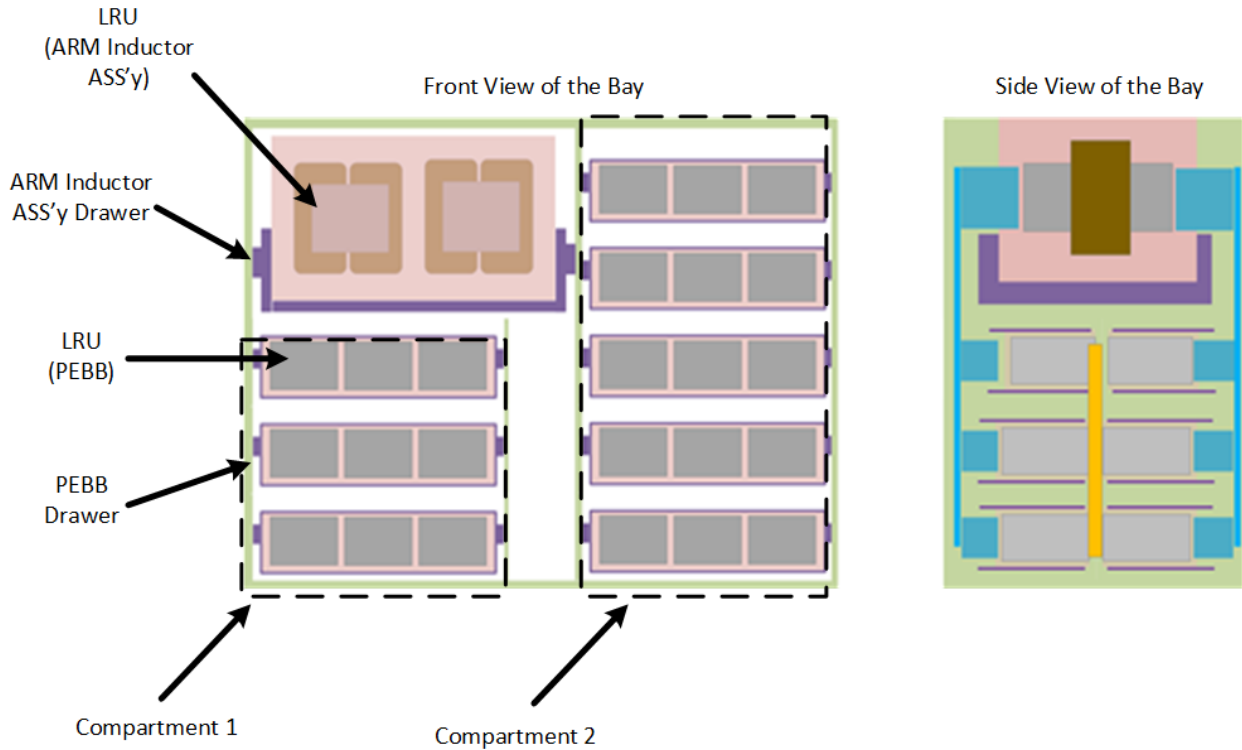 LRU
(ARM Inductor
ASS'y)
Front View of the Bay
Side View of the Bay
ARM Inductor
ASS'y Drawer
LRU
(PEBB)
PEBB
Drawer
Compartment 1
Compartment 2